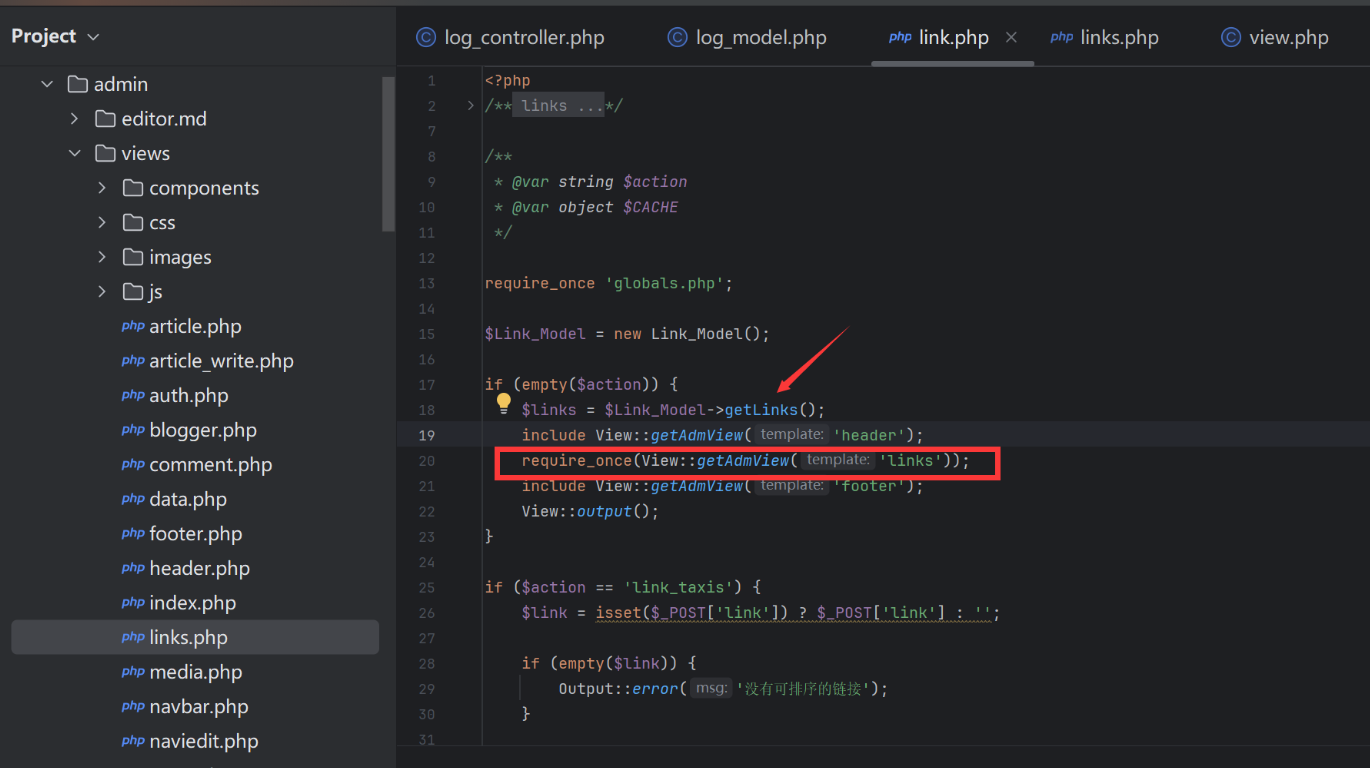 Project
admin
editor.md
views
components
css
images
js
php article.php
php article_write.php
php auth.php
php blogger.php
php comment.php
php data.php
php footer.php
php header.php
php index.php
php links.php
php media.php
php navbar.php
php naviedit.php
C log_controller.php C log_model.php php link.php × php links.php C view.php
1 <?php
2 /** links ...*/
7
8 /**
9 * @var string $action
10 * @var object $CACHE
11 */
12
13 require_once 'globals.php';
14
15 $Link_Model = new Link_Model();
16
17 if (empty($action)) {
18 $links = $Link_Model->getLinks();
19 include View::getAdmView( template: 'header');
20 require_once(View::getAdmView( template: 'links'));
21 include View::getAdmView( template: 'footer');
22 View::output();
23 }
24
25 if ($action == 'link_taxis') {
26 $link = isset($_POST['link']) ? $_POST['link'] : '';
27
28 if (empty($link)) {
29 Output::error( msg: '没有可排序的链接');
30 }
31